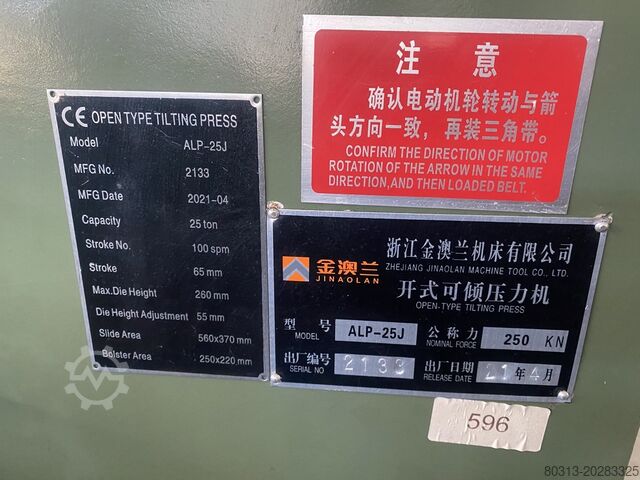 CE OPEN TYPE TILTING PRESS
Model ALP-25J
MFG No. 2133
MFG Date 2021-04
Capacity 25 ton
Stroke No. 100 spm
Stroke 65 mm
Max.Die Height 260 mm
Die Height Adjustment 55 mm
Slide Area 560x370 mm
Bolster Area 250x220 mm
注 意
确认电动机轮转动与箭
头方向一致，再装三角带。
CONFIRM THE DIRECTION OF MOTOR
ROTATION OF THE ARROW IN THE SAME
DIRECTION,AND THEN LOADED BELT.
金澳兰
JINAOLAN
浙江金澳兰机床有限公司
ZHEJIANG JINAOLAN MACHINE TOOL CO., LTD.
开式可倾压力机
OPEN-TYPE TILTING PRESS
型号 ALP-25J 公称力 250 KN
MODEL NOMINAL FORCE
出厂编号 2133 出厂日期 21年4月
SERIAL NO RELEASE DATE
596
80313-20283325